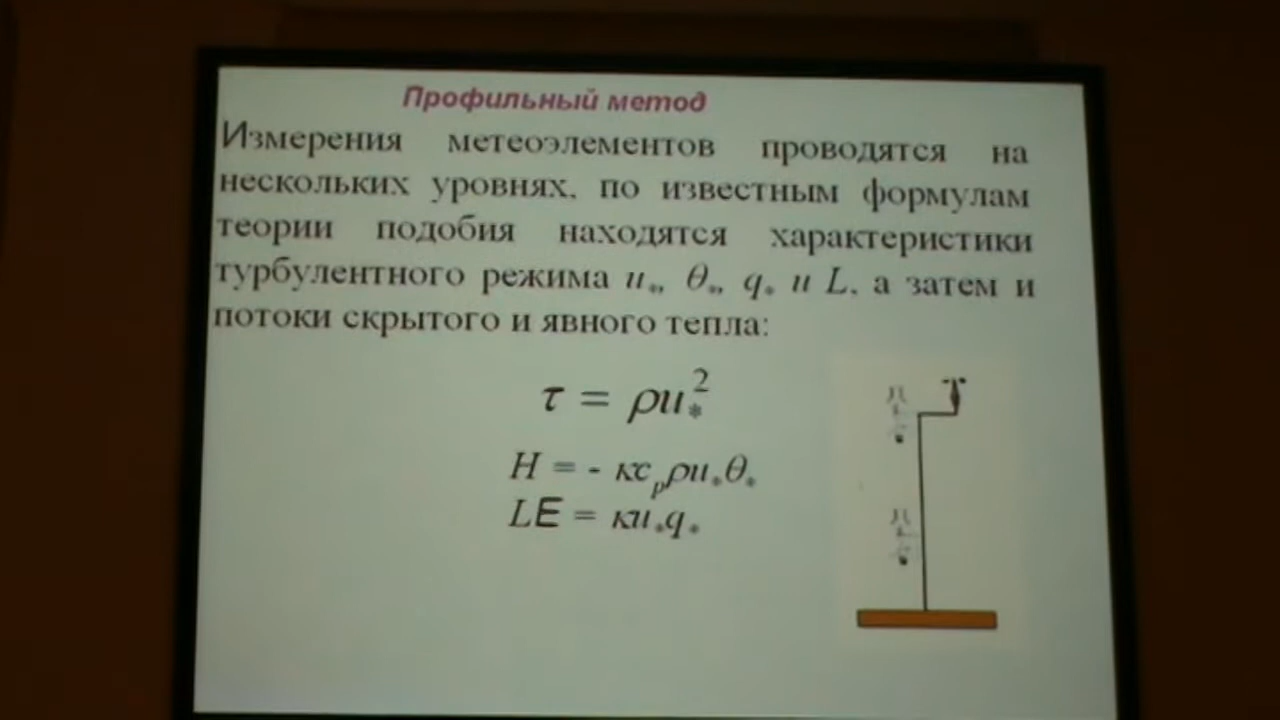 Профильный метод
Измерения метеоэлементов проводятся на
нескольких уровнях, по известным формулам
теории подобия находятся характеристики
турбулентного режима u*, θ*, q* и L, а затем и
потоки скрытого и явного тепла:
τ = ρu*²
H = - κcₚρu*θ*
LE = κu*q*